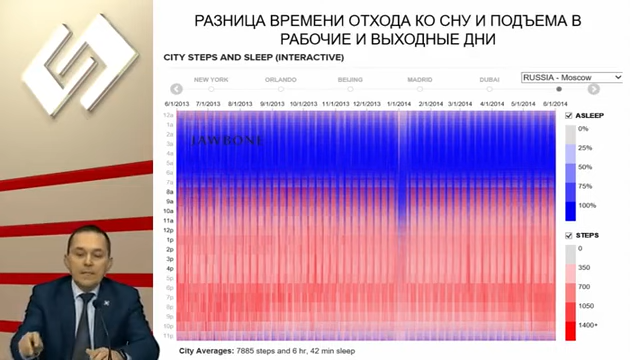 РАЗНИЦА ВРЕМЕНИ ОТХОДА КО СНУ И ПОДЪЕМА В
РАБОЧИЕ И ВЫХОДНЫЕ ДНИ
CITY STEPS AND SLEEP (INTERACTIVE)
NEW YORK ORLANDO BEIJING MADRID DUBAI RUSSIA - Moscow
6/1/2013 7/1/2013 8/1/2013 9/1/2013 10/1/2013 11/1/2013 12/1/2013 1/1/2014 2/1/2014 3/1/2014 4/1/2014 5/1/2014 6/1/2014
12a
1a
2a
3a
4a
5a
6a
7a
8a
9a
10a
11a
12p
1p
2p
3p
4p
5p
6p
7p
8p
9p
10p
11p
JAWBONE
ASLEEP
0%
25%
50%
75%
100%
STEPS
0
350
700
1050
1400+
City Averages: 7885 steps and 6 hr, 42 min sleep